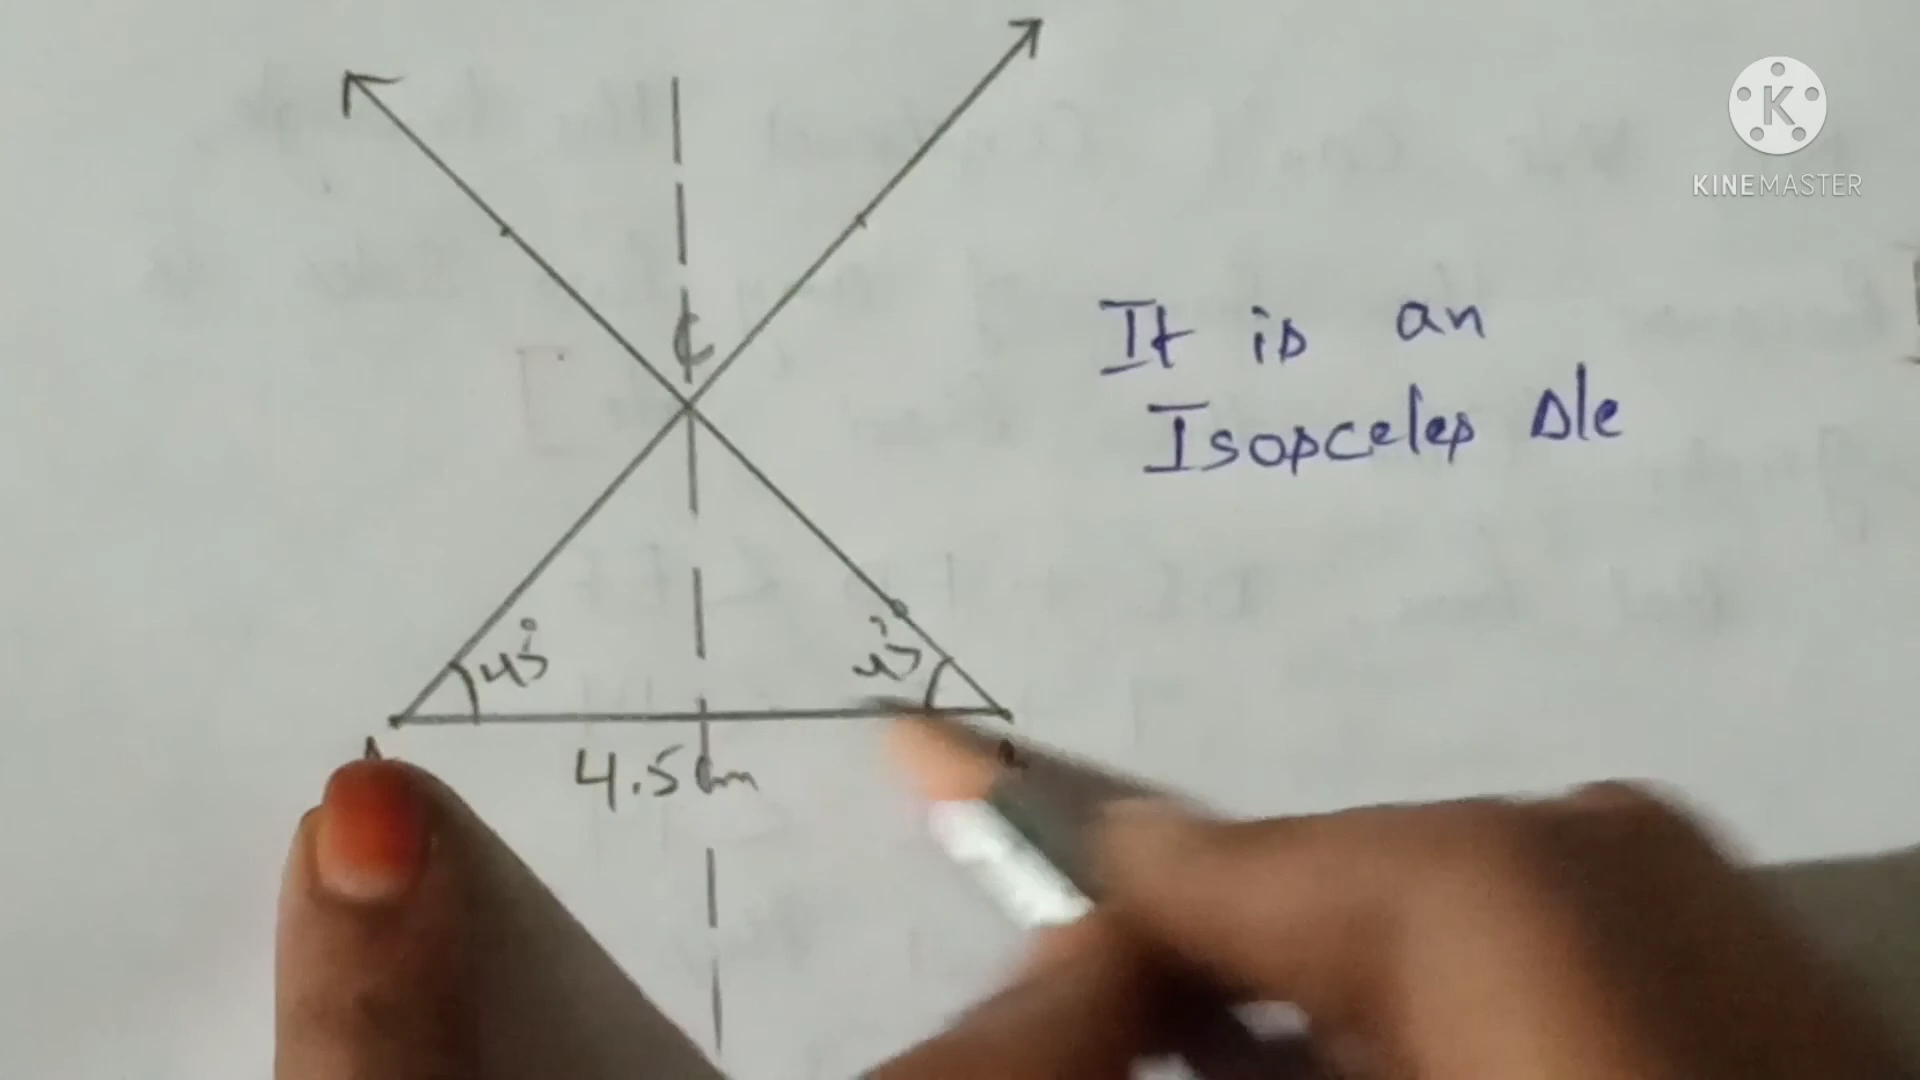 K
KINEMASTER
C
It is an
Isosceles Δle
45°
45°
A
4.5cm